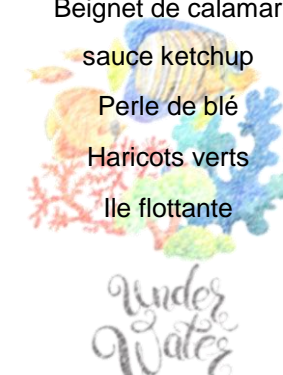 Beignet de calamar
sauce ketchup
Perle de blé
Haricots verts
Ile flottante
Under
Water